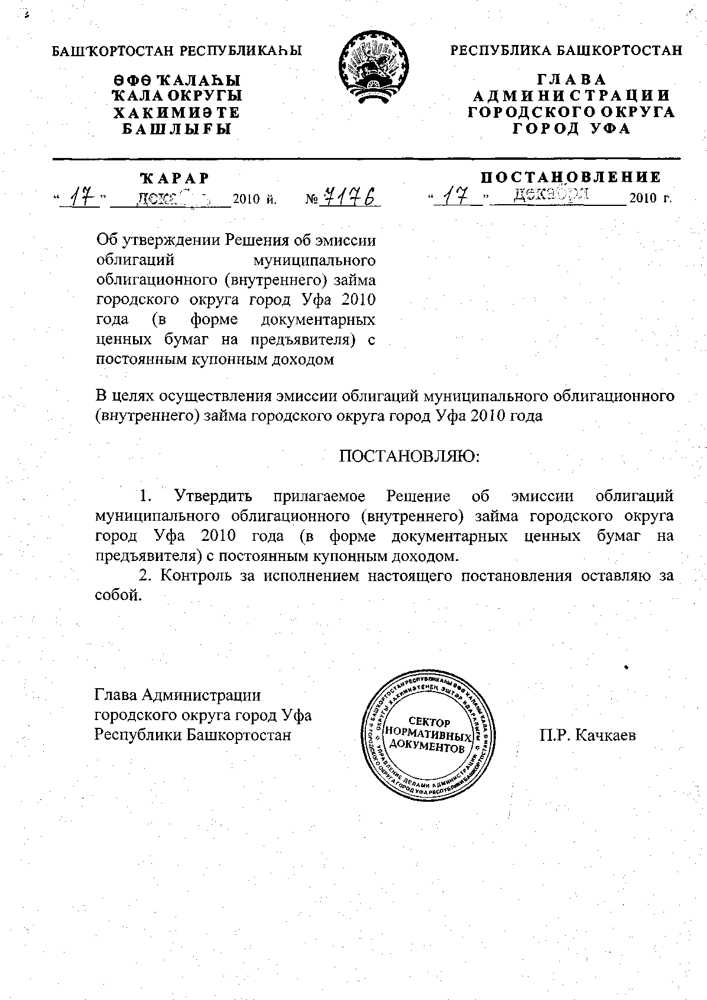 БАШҠОРТОСТАН РЕСПУБЛИКАҺЫ
ӨФӨ ҠАЛАҺЫ
ҠАЛА ОКРУГЫ
ХАКИМИӘТЕ
БАШЛЫҒЫ
РЕСПУБЛИКА БАШКОРТОСТАН
ГЛАВА
АДМИНИСТРАЦИИ
ГОРОДСКОГО ОКРУГА
ГОРОД УФА
ҠАРАР
“ 17 ” 2010 й. № 7176
ПОСТАНОВЛЕНИЕ
“ 17 ” декабря 2010 г.
Об утверждении Решения об эмиссии
облигаций муниципального
облигационного (внутреннего) займа
городского округа город Уфа 2010
года (в форме документарных
ценных бумаг на предъявителя) с
постоянным купонным доходом
В целях осуществления эмиссии облигаций муниципального облигационного
(внутреннего) займа городского округа город Уфа 2010 года
ПОСТАНОВЛЯЮ:
1. Утвердить прилагаемое Решение об эмиссии облигаций
муниципального облигационного (внутреннего) займа городского округа
город Уфа 2010 года (в форме документарных ценных бумаг на
предъявителя) с постоянным купонным доходом.
2. Контроль за исполнением настоящего постановления оставляю за
собой.
Глава Администрации
городского округа город Уфа
Республики Башкортостан
БАШҠОРТОСТАН РЕСПУБЛИКАҺЫ ӨФӨ ҠАЛАҺЫ ҠАЛА
ОКРУГЫ ХАКИМИӘТЕНЕҢ ЭШТӘР ИДАРАЛЫҒЫ
СЕКТОР
НОРМАТИВНЫХ
ДОКУМЕНТОВ
УПРАВЛЕНИЕ ДЕЛАМИ АДМИНИСТРАЦИИ
ГОРОДСКОГО ОКРУГА ГОРОД УФА РЕСПУБЛИКИ БАШКОРТОСТАН
П.Р. Качкаев